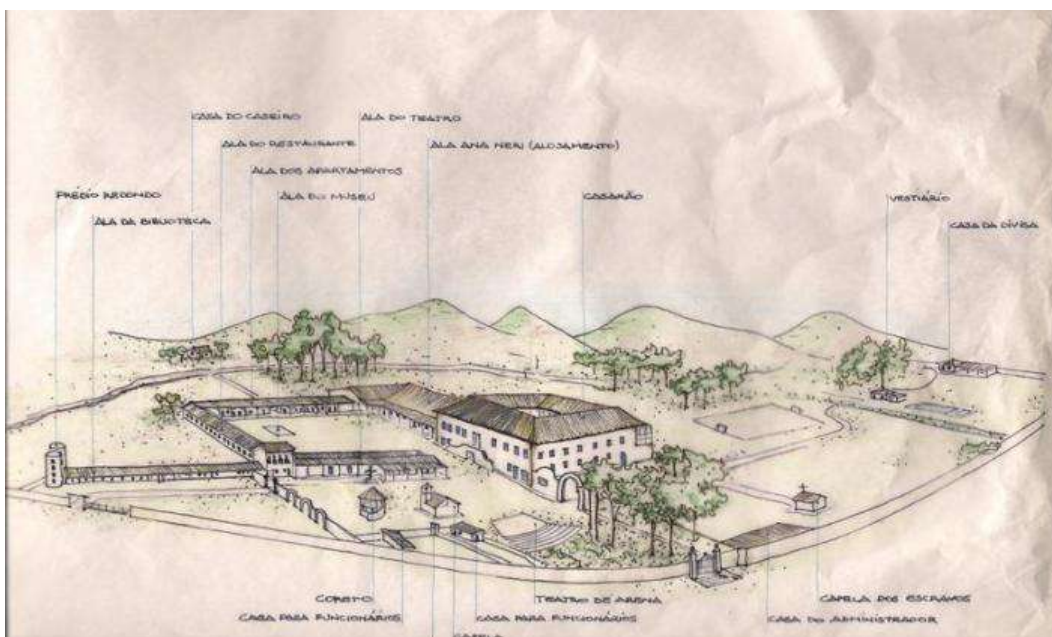 CASA DO CASEIRO
ALA DO TEATRO
ALA DO RESTAURANTE
ALA ANA NERI (ALOJAMENTO)
ALA DOS APARTAMENTOS
PRÉDIO REDONDO
ALA DO MUSEU
CASARÃO
VESTIÁRIO
ALA DA BIBLIOTECA
CASA DA DIVISA
CORETO
TEATRO DE ARENA
CAPELA DOS ESCRAVOS
CASA PARA FUNCIONÁRIOS
CASA PARA FUNCIONÁRIOS
CASA DO ADMINISTRADOR
CAPELA